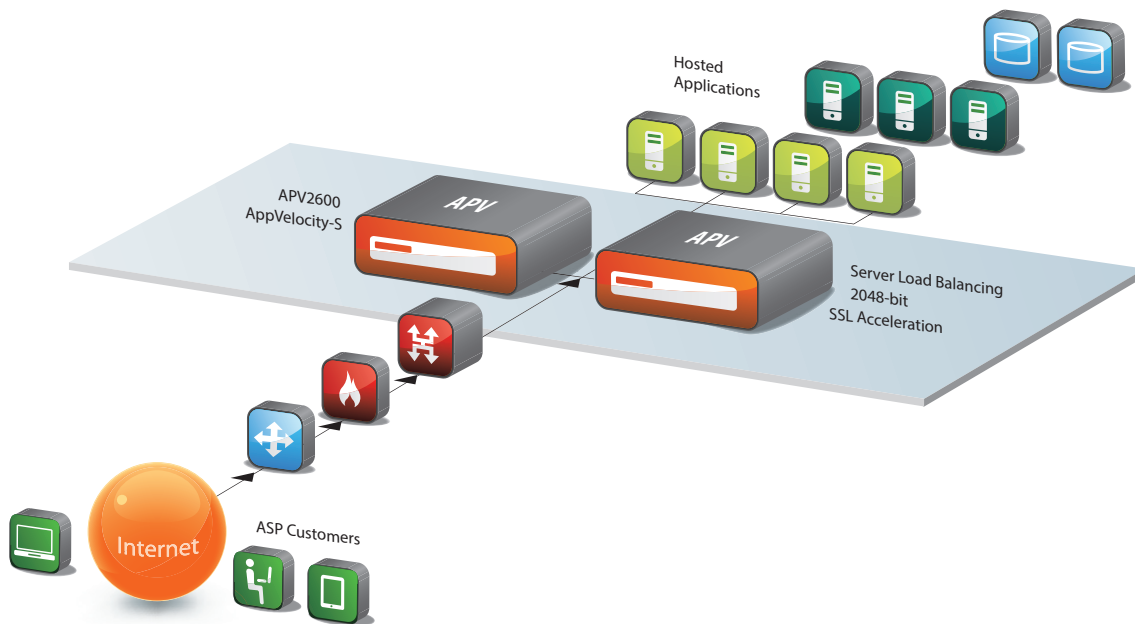 Hosted
Applications
APV2600
AppVelocity-S
APV
APV
Server Load Balancing
2048-bit
SSL Acceleration
ASP Customers
Internet